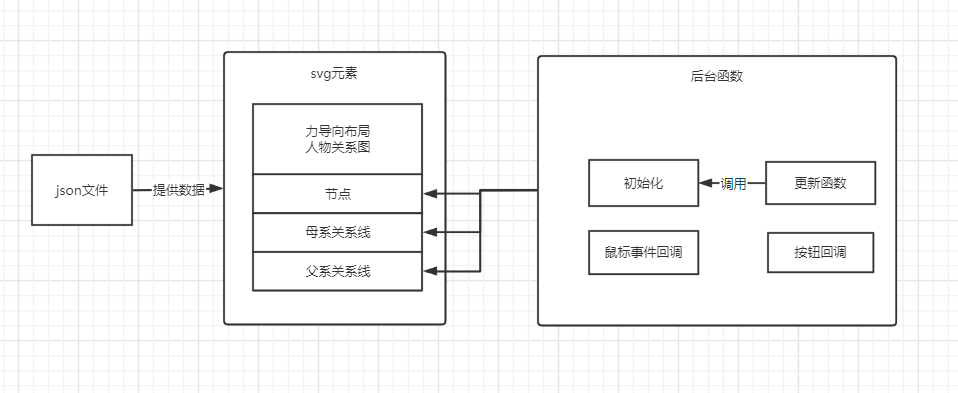 json文件
提供数据
svg元素
力导向布局
人物关系图
节点
母系关系线
父系关系线
后台函数
初始化
调用
更新函数
鼠标事件回调
按钮回调